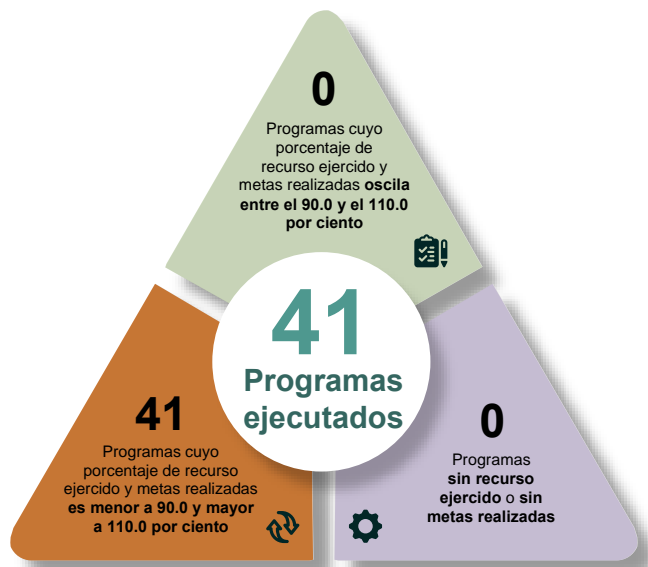 0
Programas cuyo
porcentaje de
recurso ejercido y
metas realizadas oscila
entre el 90.0 y el 110.0
por ciento
41
Programas
ejecutados
41
Programas cuyo
porcentaje de recurso
ejercido y metas realizadas
es menor a 90.0 y mayor
a 110.0 por ciento
0
Programas
sin recurso
ejercido o sin
metas realizadas